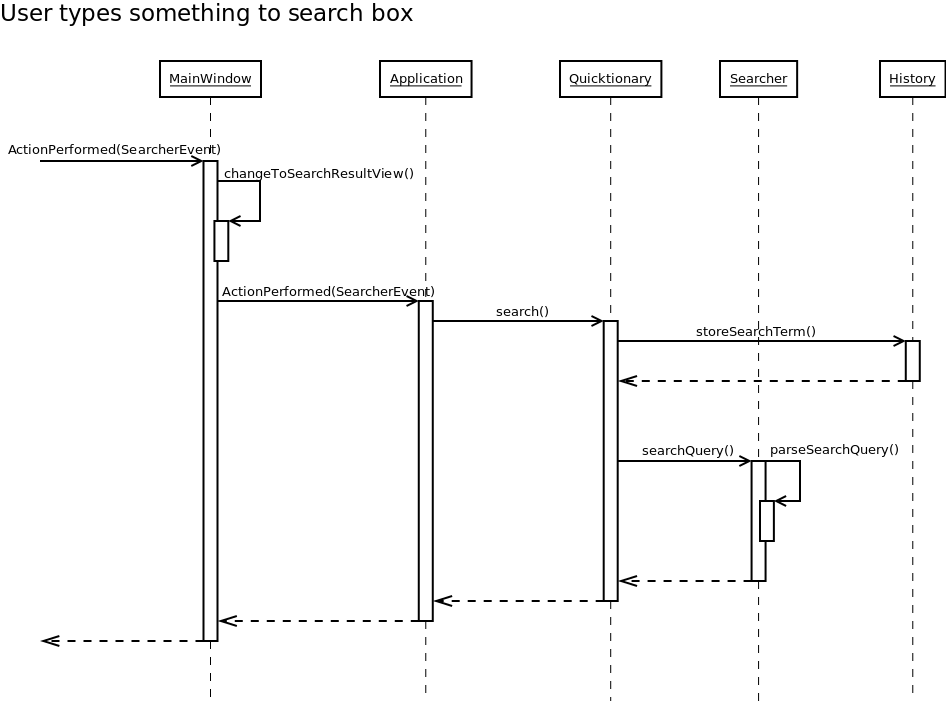 User types something to search box
MainWindow
Application
Quicktionary
Searcher
History
ActionPerformed(SearcherEvent)
changeToSearchResultView()
ActionPerformed(SearcherEvent)
search()
storeSearchTerm()
searchQuery()
parseSearchQuery()